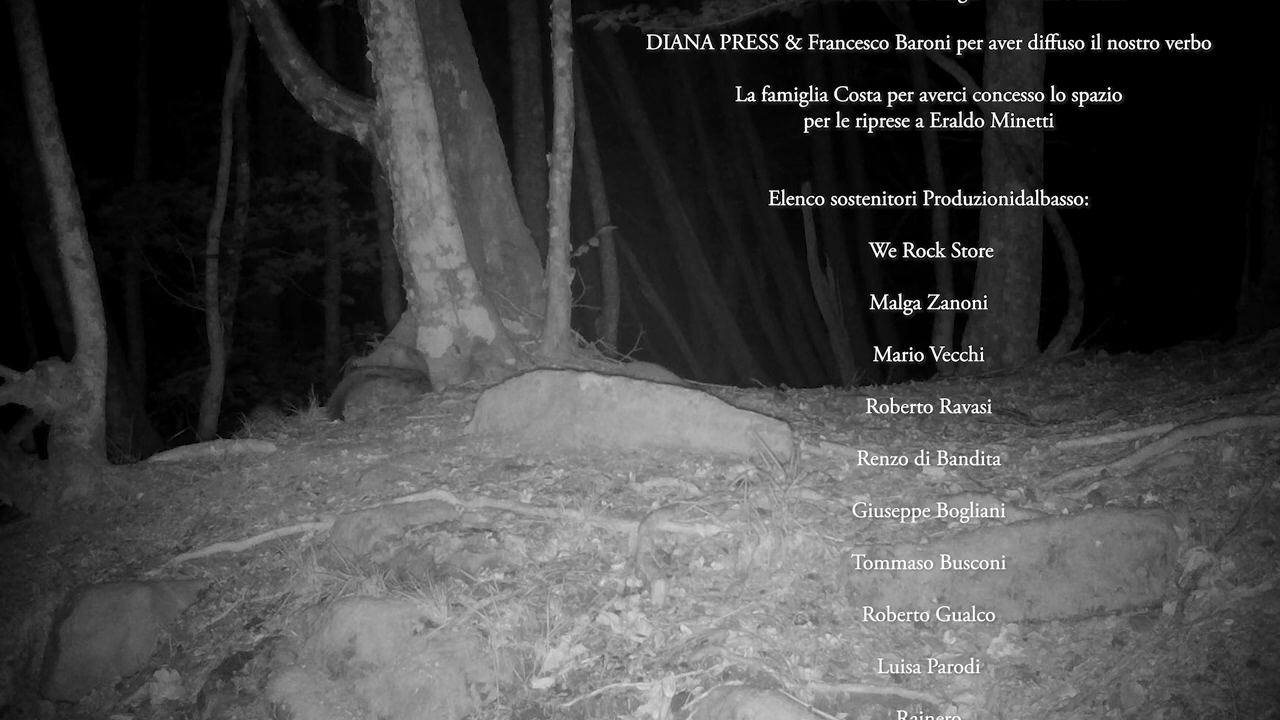 DIANA PRESS & Francesco Baroni per aver diffuso il nostro verbo
La famiglia Costa per averci concesso lo spazio
per le riprese a Eraldo Minetti
Elenco sostenitori Produzionidalbasso:
We Rock Store
Malga Zanoni
Mario Vecchi
Roberto Ravasi
Renzo di Bandita
Giuseppe Bogliani
Tommaso Busconi
Roberto Gualco
Luisa Parodi
Rainero